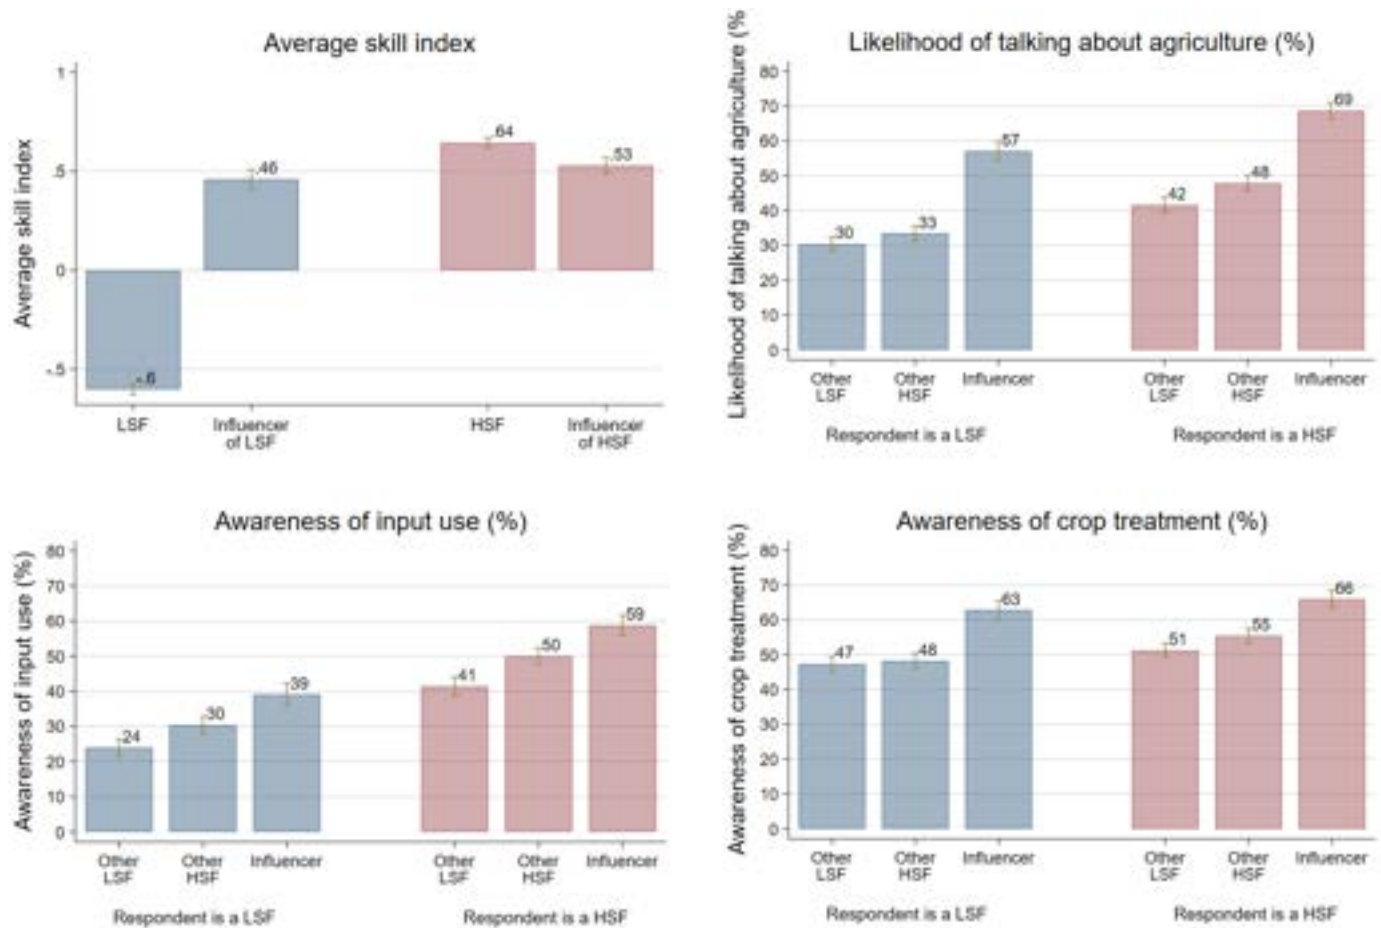 Average skill index
Average skill index
1
.5
0
-.5
-.6
.46
.64
.53
LSF
Influencer
of LSF
HSF
Influencer
of HSF
Likelihood of talking about agriculture (%)
Likelihood of talking about agriculture (%
80
70
60
50
40
30
20
10
0
30
33
57
42
48
69
Other
LSF
Other
HSF
Influencer
Other
LSF
Other
HSF
Influencer
Respondent is a LSF
Respondent is a HSF
Awareness of input use (%)
Awareness of input use (%)
80
70
60
50
40
30
20
10
0
24
30
39
41
50
59
Other
LSF
Other
HSF
Influencer
Other
LSF
Other
HSF
Influencer
Respondent is a LSF
Respondent is a HSF
Awareness of crop treatment (%)
Awareness of crop treatment (%)
80
70
60
50
40
30
20
10
0
47
48
63
51
55
66
Other
LSF
Other
HSF
Influencer
Other
LSF
Other
HSF
Influencer
Respondent is a LSF
Respondent is a HSF